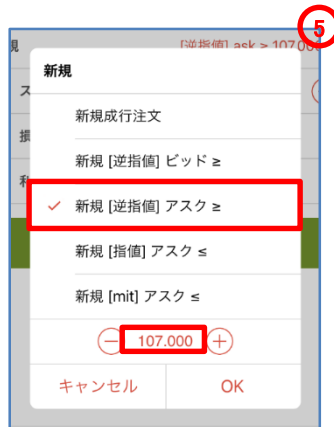 5
[逆指値] ask ≥ 107.00
新規
新規成行注文
新規 [逆指値] ビッド ≥
✓ 新規 [逆指値] アスク ≥
新規 [指値] アスク ≤
新規 [mit] アスク ≤
− 107.000 +
キャンセル OK